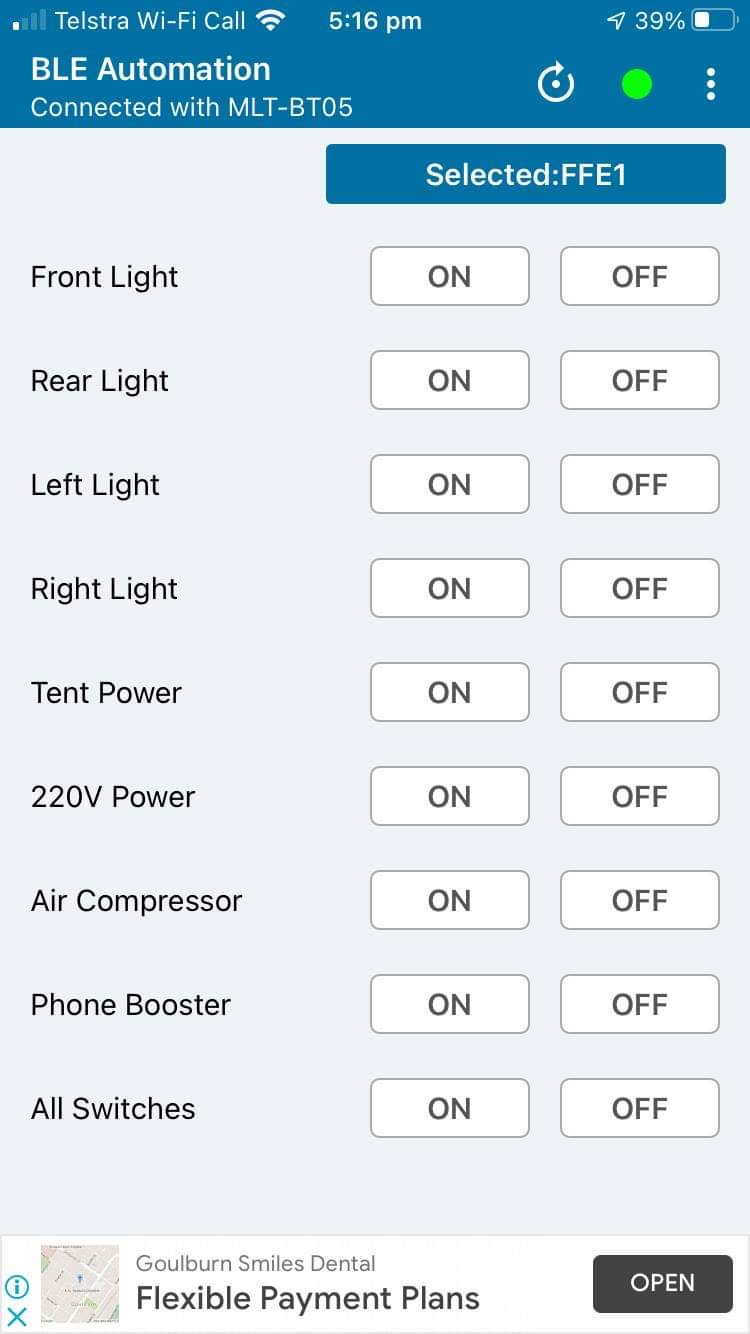 Telstra Wi-Fi Call 5:16 pm 39%
BLE Automation
Connected with MLT-BT05
Selected:FFE1
Front Light ON OFF
Rear Light ON OFF
Left Light ON OFF
Right Light ON OFF
Tent Power ON OFF
220V Power ON OFF
Air Compressor ON OFF
Phone Booster ON OFF
All Switches ON OFF
Goulburn Smiles Dental
Flexible Payment Plans
OPEN